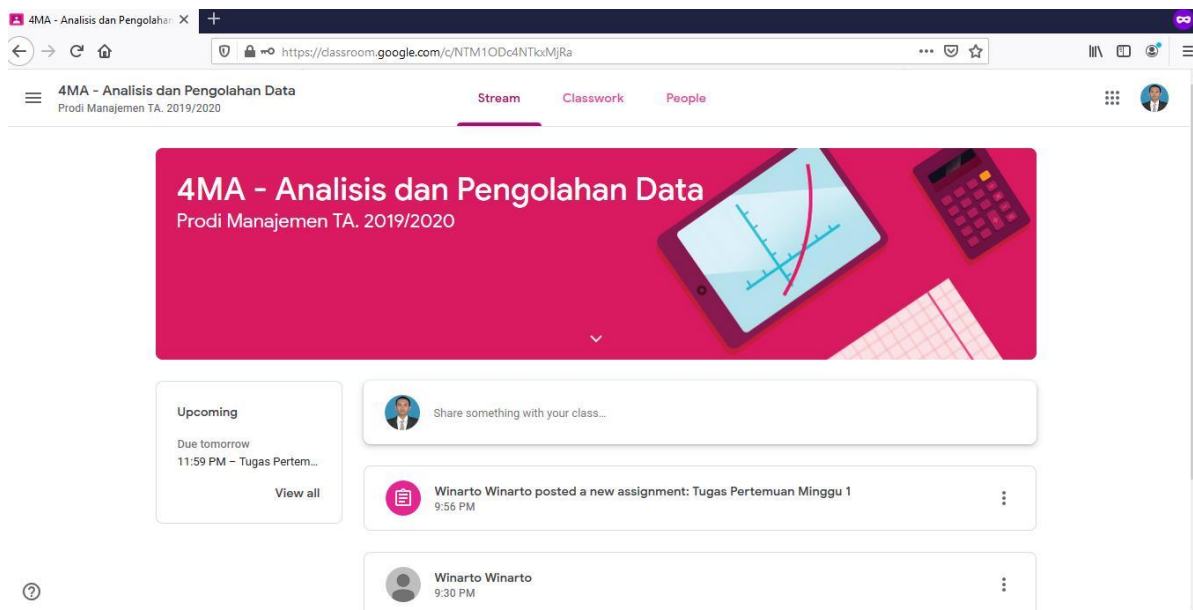 4MA - Analisis dan Pengolahan
https://classroom.google.com/c/NTM1ODc4NTkxMjRa
4MA - Analisis dan Pengolahan Data
Prodi Manajemen TA. 2019/2020
Stream Classwork People
4MA - Analisis dan Pengolahan Data
Prodi Manajemen TA. 2019/2020
Upcoming
Due tomorrow
11:59 PM – Tugas Pertem...
View all
Share something with your class...
Winarto Winarto posted a new assignment: Tugas Pertemuan Minggu 1
9:56 PM
Winarto Winarto
9:30 PM